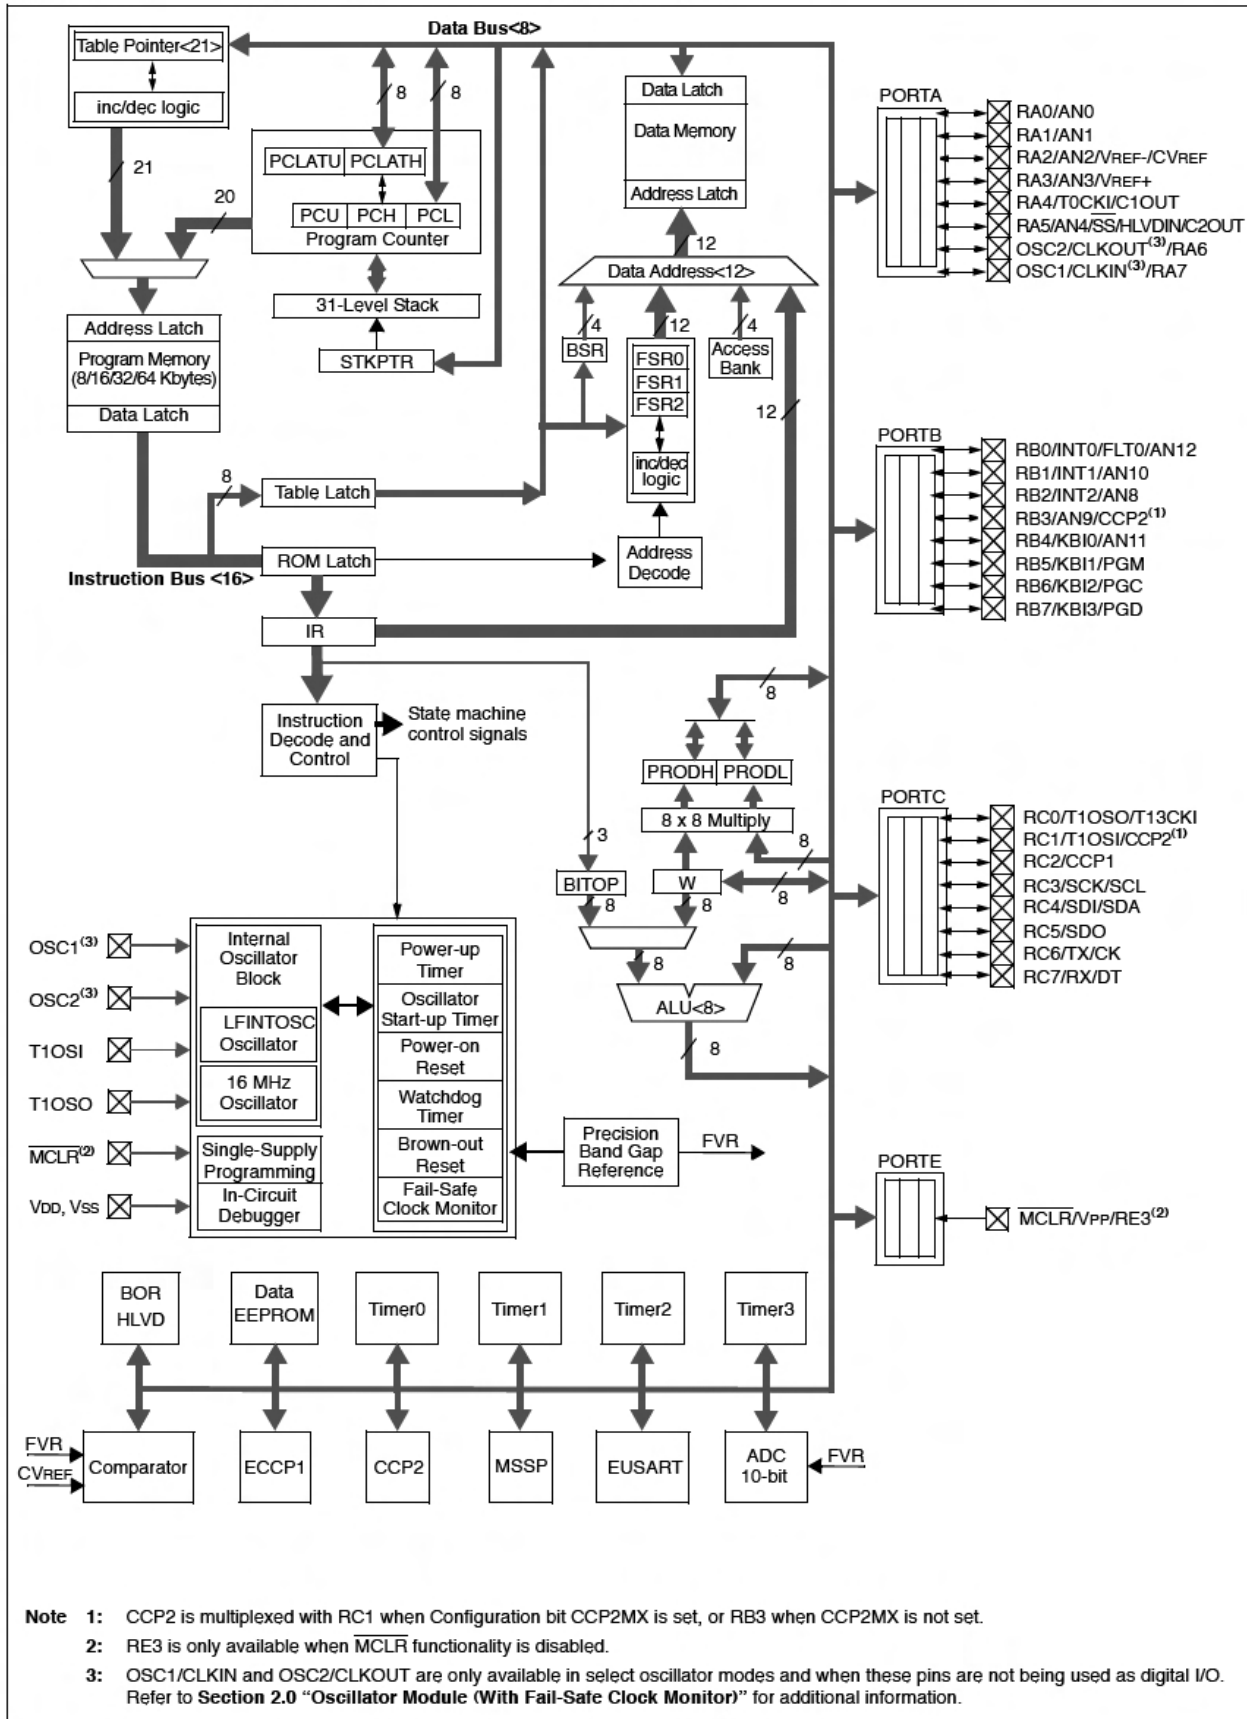 Data Bus<8>
Table Pointer<21>
inc/dec logic
21
20
8
8
PCLATU PCLATH
PCU PCH PCL
Program Counter
31-Level Stack
STKPTR
Address Latch
Program Memory
(8/16/32/64 Kbytes)
Data Latch
Data Latch
Data Memory
Address Latch
12
Data Address<12>
4
12
4
BSR
FSR0
FSR1
FSR2
inc/dec
logic
Access
Bank
12
Address
Decode
8
Table Latch
ROM Latch
Instruction Bus <16>
IR
Instruction
Decode and
Control
State machine
control signals
8
PRODH PRODL
8 x 8 Multiply
3
8
BITOP
W
8
8
8
8
8
ALU<8>
8
PORTA
RA0/AN0
RA1/AN1
RA2/AN2/VREF-/CVREF
RA3/AN3/VREF+
RA4/T0CKI/C1OUT
RA5/AN4/SS/HLVDIN/C2OUT
OSC2/CLKOUT(3)/RA6
OSC1/CLKIN(3)/RA7
PORTB
RB0/INT0/FLT0/AN12
RB1/INT1/AN10
RB2/INT2/AN8
RB3/AN9/CCP2(1)
RB4/KBI0/AN11
RB5/KBI1/PGM
RB6/KBI2/PGC
RB7/KBI3/PGD
PORTC
RC0/T1OSO/T13CKI
RC1/T1OSI/CCP2(1)
RC2/CCP1
RC3/SCK/SCL
RC4/SDI/SDA
RC5/SDO
RC6/TX/CK
RC7/RX/DT
PORTE
MCLR/VPP/RE3(2)
OSC1(3)
OSC2(3)
T1OSI
T1OSO
MCLR(2)
VDD, VSS
Internal
Oscillator
Block
LFINTOSC
Oscillator
16 MHz
Oscillator
Single-Supply
Programming
In-Circuit
Debugger
Power-up
Timer
Oscillator
Start-up Timer
Power-on
Reset
Watchdog
Timer
Brown-out
Reset
Fail-Safe
Clock Monitor
Precision
Band Gap
Reference
FVR
BOR
HLVD
Data
EEPROM
Timer0
Timer1
Timer2
Timer3
FVR
CVREF
Comparator
ECCP1
CCP2
MSSP
EUSART
ADC
10-bit
FVR
Note 1: CCP2 is multiplexed with RC1 when Configuration bit CCP2MX is set, or RB3 when CCP2MX is not set.
2: RE3 is only available when MCLR functionality is disabled.
3: OSC1/CLKIN and OSC2/CLKOUT are only available in select oscillator modes and when these pins are not being used as digital I/O.
Refer to Section 2.0 “Oscillator Module (With Fail-Safe Clock Monitor)” for additional information.